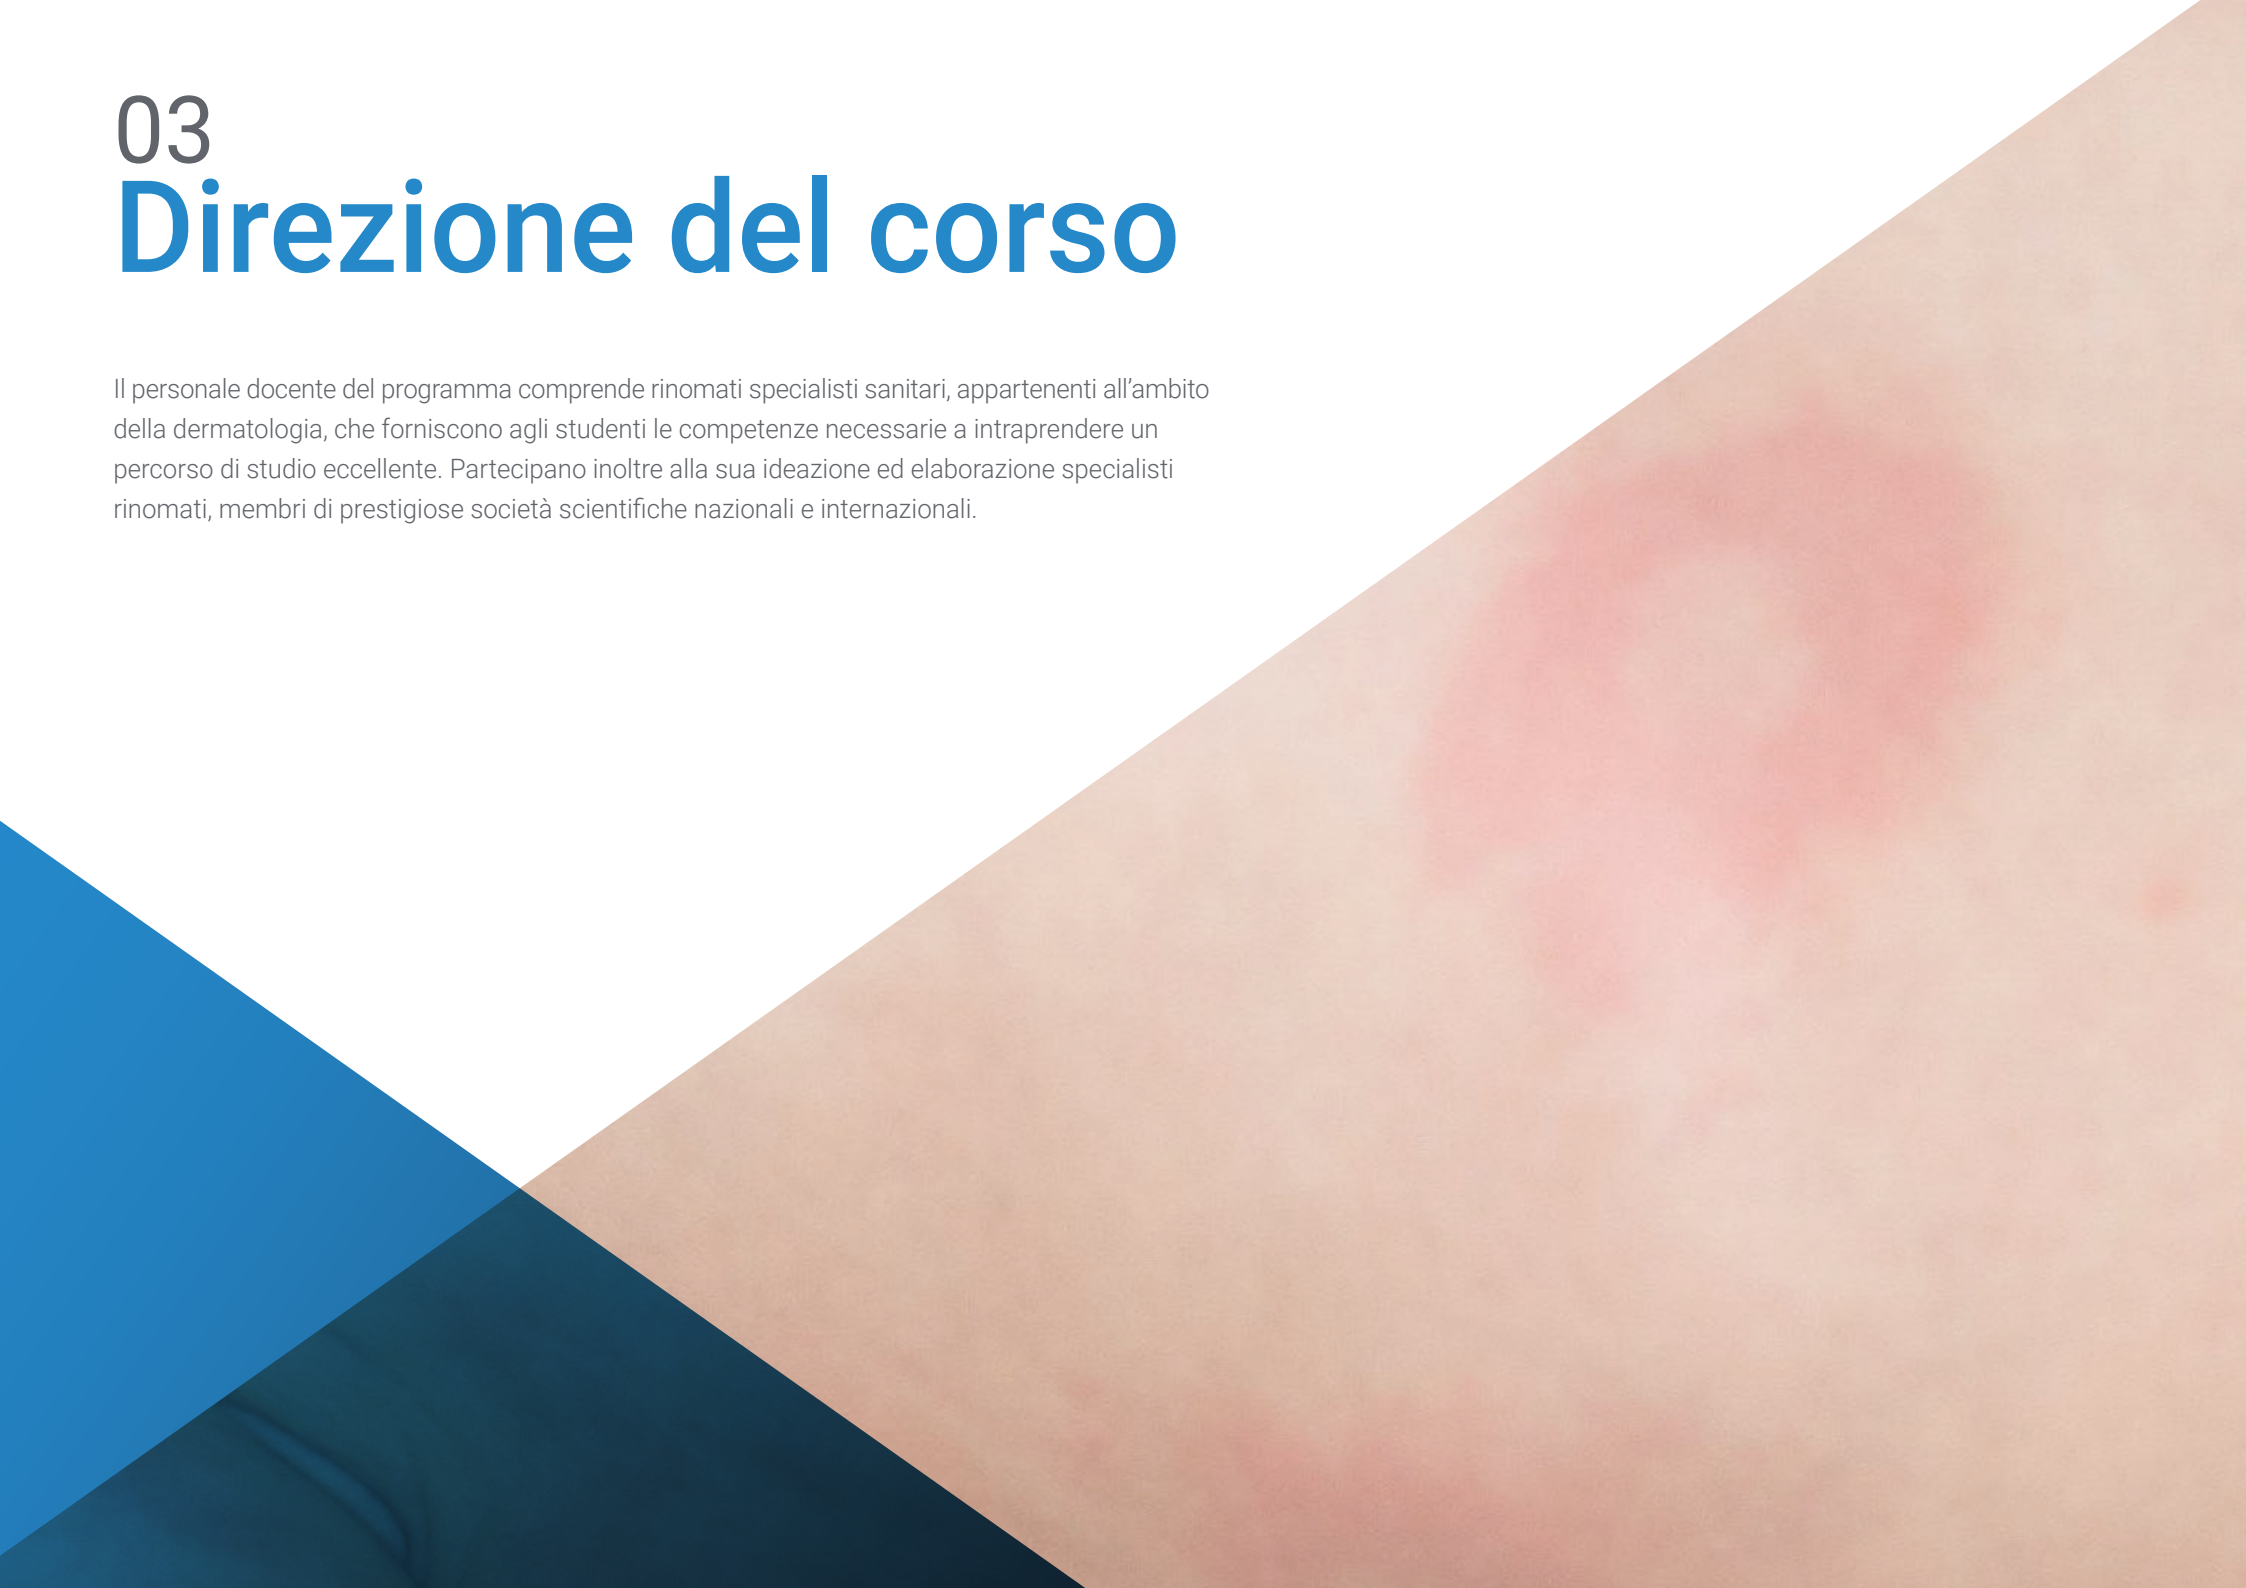 03
Direzione del corso
Il personale docente del programma comprende rinomati specialisti sanitari, appartenenti all’ambito
della dermatologia, che forniscono agli studenti le competenze necessarie a intraprendere un
percorso di studio eccellente. Partecipano inoltre alla sua ideazione ed elaborazione specialisti
rinomati, membri di prestigiose società scientifiche nazionali e internazionali.